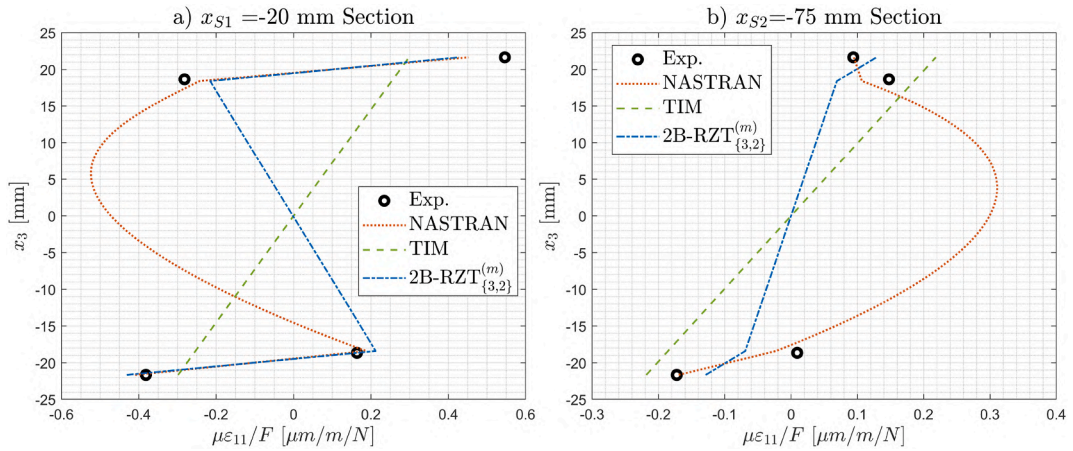 a) x_{S1} =-20 mm Section
25
20
15
10
5
0
-5
-10
-15
-20
-25
x_3 [mm]
-0.6 -0.4 -0.2 0 0.2 0.4 0.6
με_{11}/F [μm/m/N]
Exp.
NASTRAN
TIM
2B-RZT^{(m)}_{{3,2}}
b) x_{S2}=-75 mm Section
25
20
15
10
5
0
-5
-10
-15
-20
-25
x_3 [mm]
-0.3 -0.2 -0.1 0 0.1 0.2 0.3 0.4
με_{11}/F [μm/m/N]
Exp.
NASTRAN
TIM
2B-RZT^{(m)}_{{3,2}}